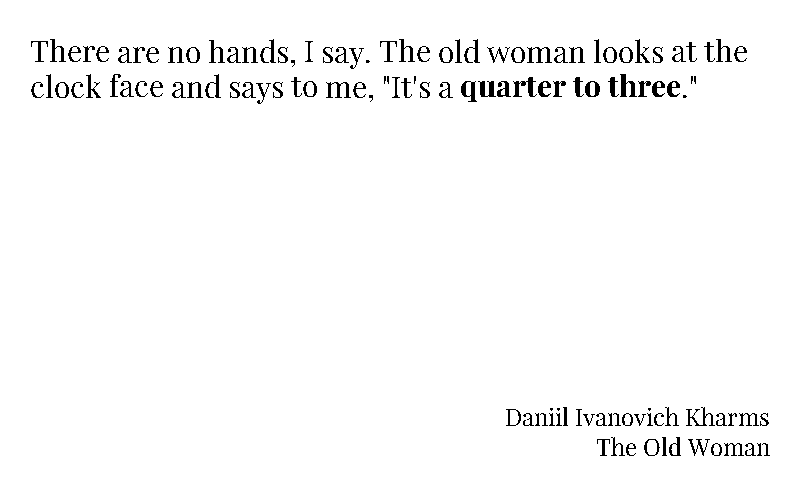 There are no hands, I say. The old woman looks at the
clock face and says to me, "It's a quarter to three."
Daniil Ivanovich Kharms
The Old Woman